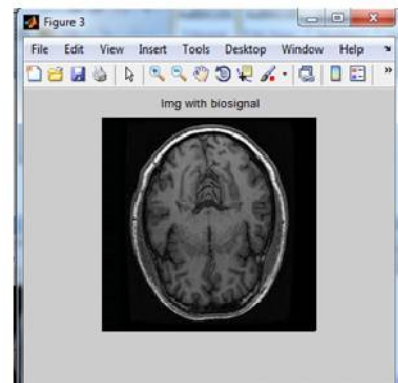 Figure 3
File Edit View Insert Tools Desktop Window Help
Img with biosignal